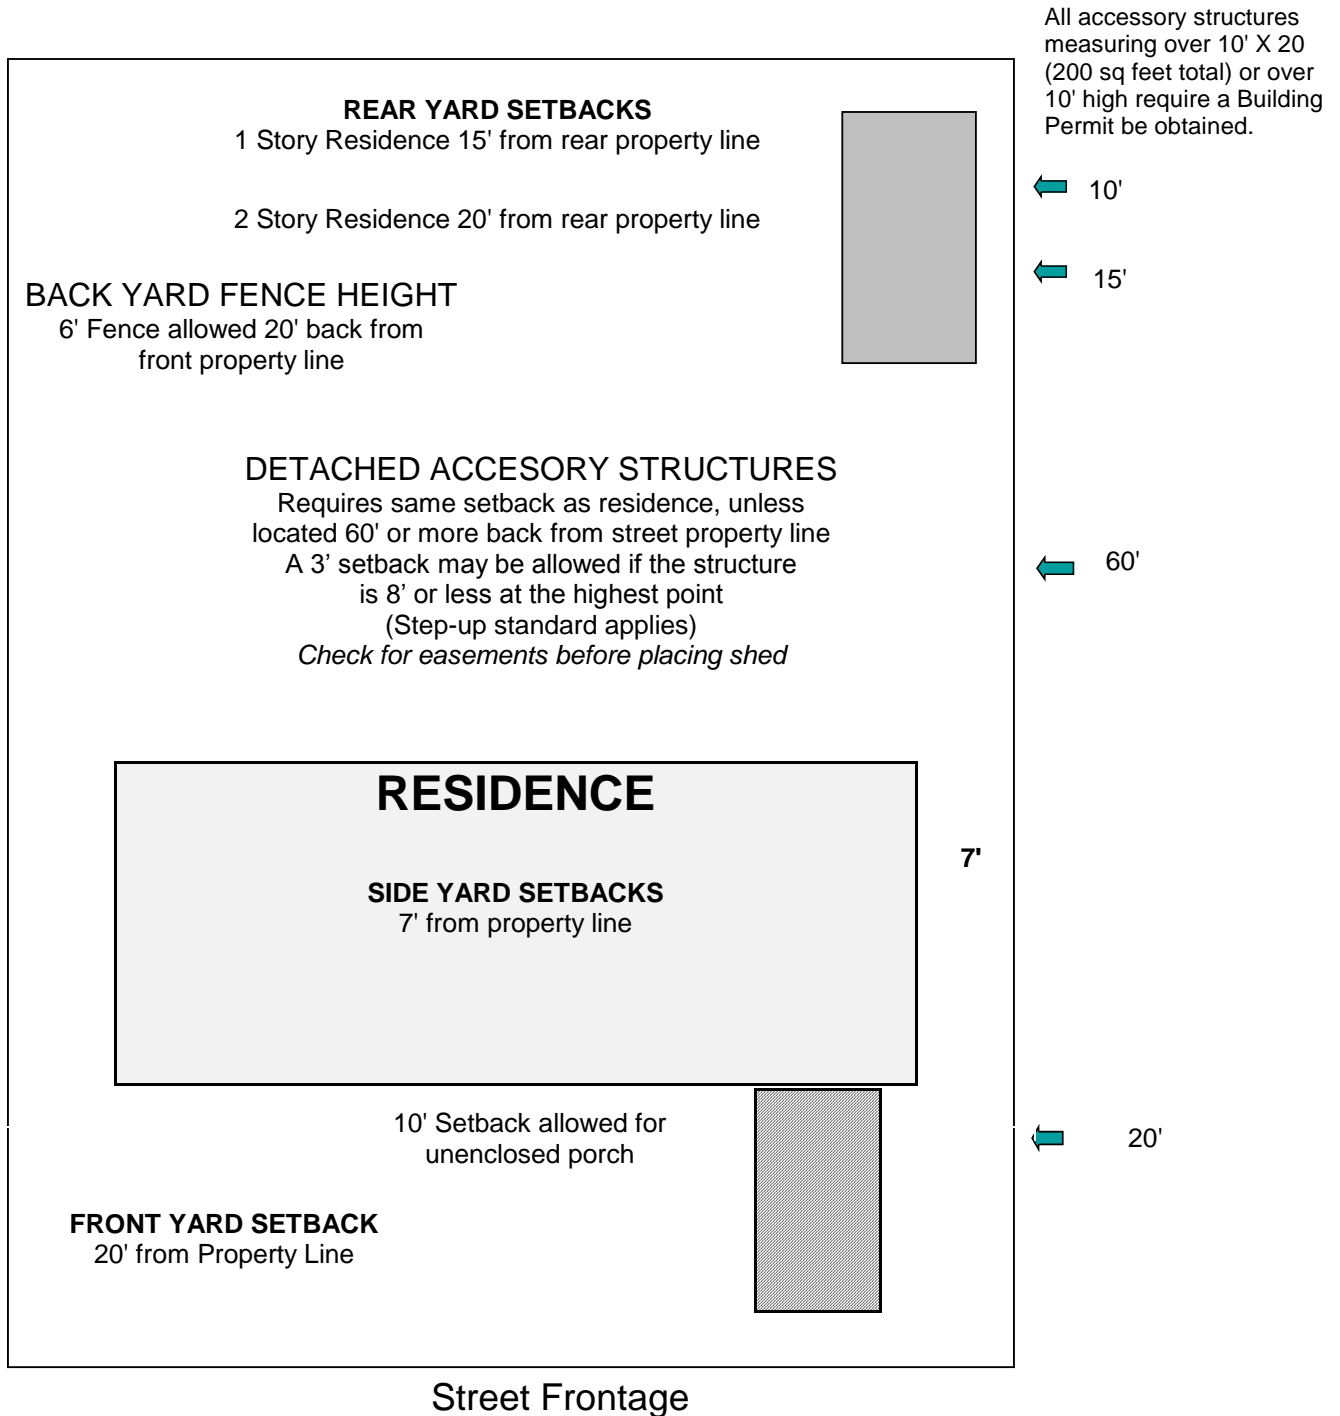 All accessory structures
measuring over 10' X 20
(200 sq feet total) or over
10' high require a Building
Permit be obtained.
REAR YARD SETBACKS
1 Story Residence 15' from rear property line
10'
2 Story Residence 20' from rear property line
15'
BACK YARD FENCE HEIGHT
6' Fence allowed 20' back from
front property line
DETACHED ACCESORY STRUCTURES
Requires same setback as residence, unless
located 60' or more back from street property line
A 3’ setback may be allowed if the structure
is 8’ or less at the highest point
(Step-up standard applies)
Check for easements before placing shed
60'
RESIDENCE
7'
SIDE YARD SETBACKS
7' from property line
10' Setback allowed for
unenclosed porch
20'
FRONT YARD SETBACK
20' from Property Line
Street Frontage